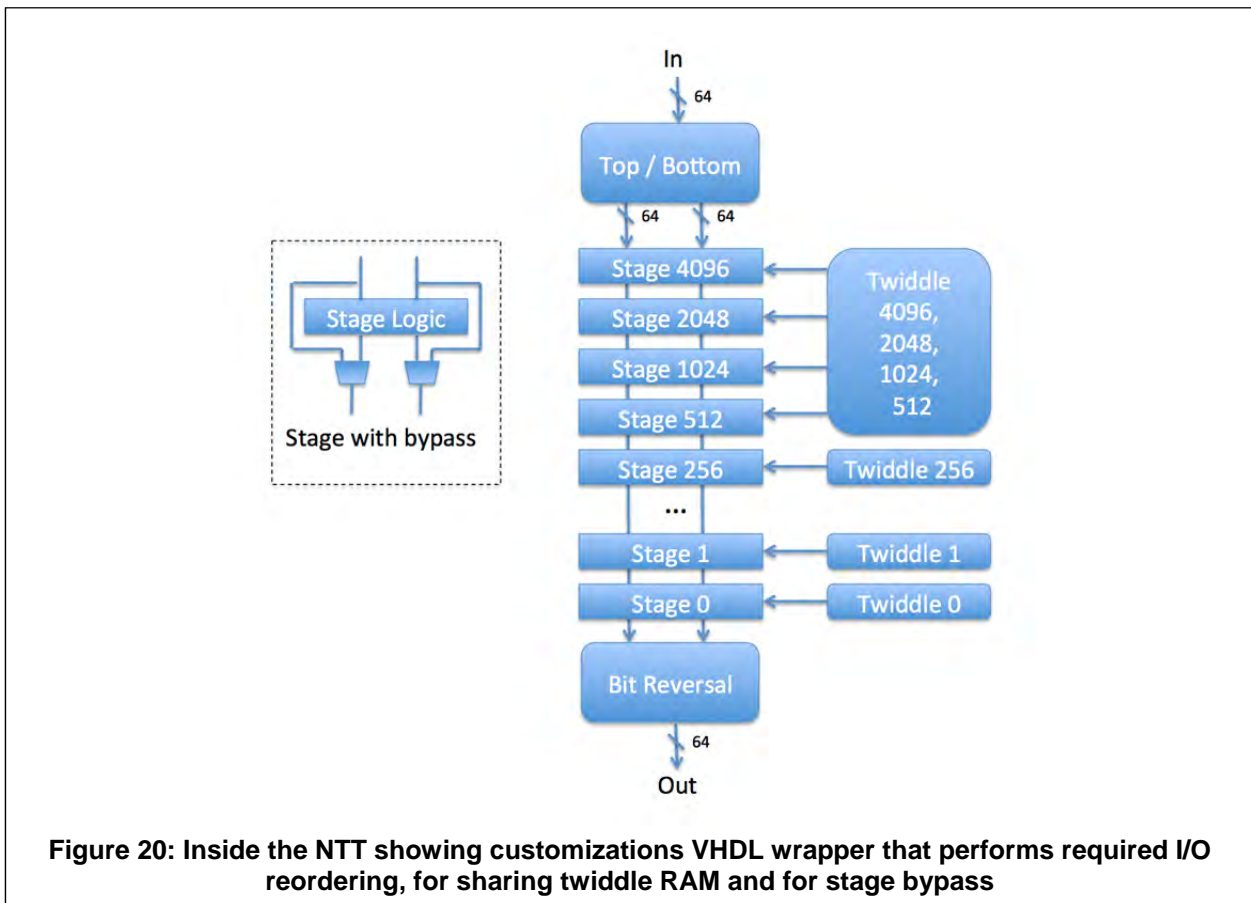 In
64
Top / Bottom
64
64
Stage 4096
Stage 2048
Stage 1024
Stage 512
Stage 256
...
Stage 1
Stage 0
Bit Reversal
64
Out
Twiddle
4096,
2048,
1024,
512
Twiddle 256
Twiddle 1
Twiddle 0
Stage Logic
Stage with bypass
Figure 20: Inside the NTT showing customizations VHDL wrapper that performs required I/O
reordering, for sharing twiddle RAM and for stage bypass